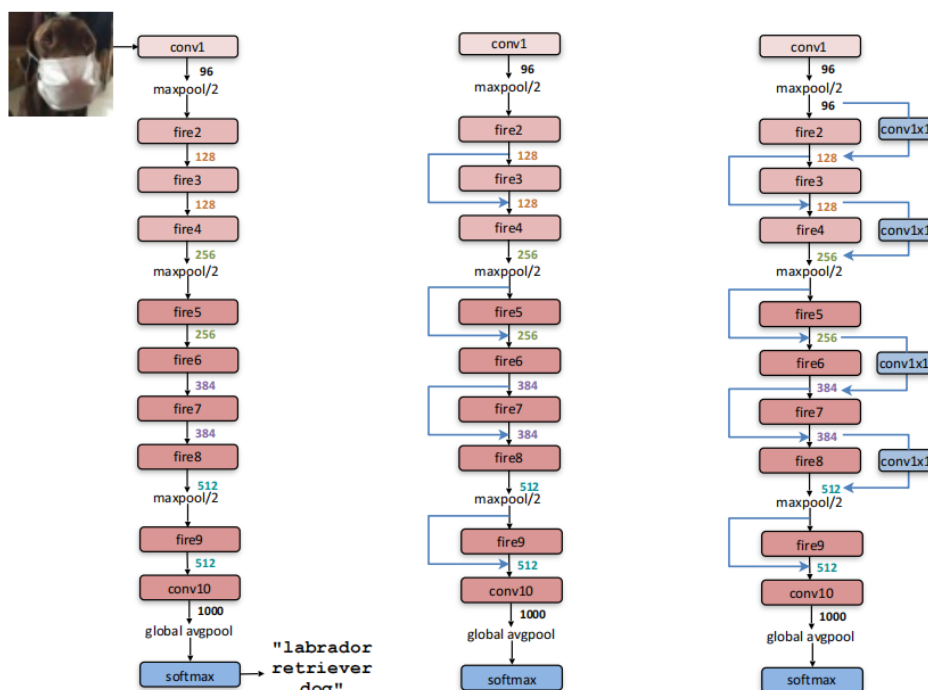 conv1
96
maxpool/2
fire2
128
fire3
128
fire4
256
maxpool/2
fire5
256
fire6
384
fire7
384
fire8
512
maxpool/2
fire9
512
conv10
1000
global avgpool
softmax
"labrador
retriever
dog"
conv1
96
maxpool/2
fire2
128
fire3
128
fire4
256
maxpool/2
fire5
256
fire6
384
fire7
384
fire8
512
maxpool/2
fire9
512
conv10
1000
global avgpool
softmax
conv1
96
maxpool/2
96
fire2
conv1x1
128
fire3
128
fire4
conv1x1
256
maxpool/2
fire5
256
fire6
conv1x1
384
fire7
384
fire8
conv1x1
512
maxpool/2
fire9
512
conv10
1000
global avgpool
softmax